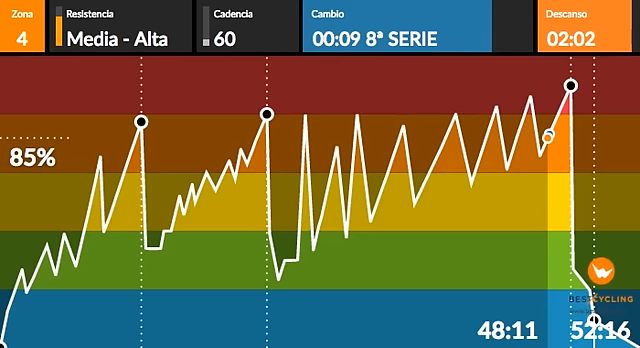 Zona
4
Resistencia
Media - Alta
Cadencia
60
Cambio
00:09 8ª SERIE
Descanso
02:02
85%
BESTCYCLING
48:11
52:16